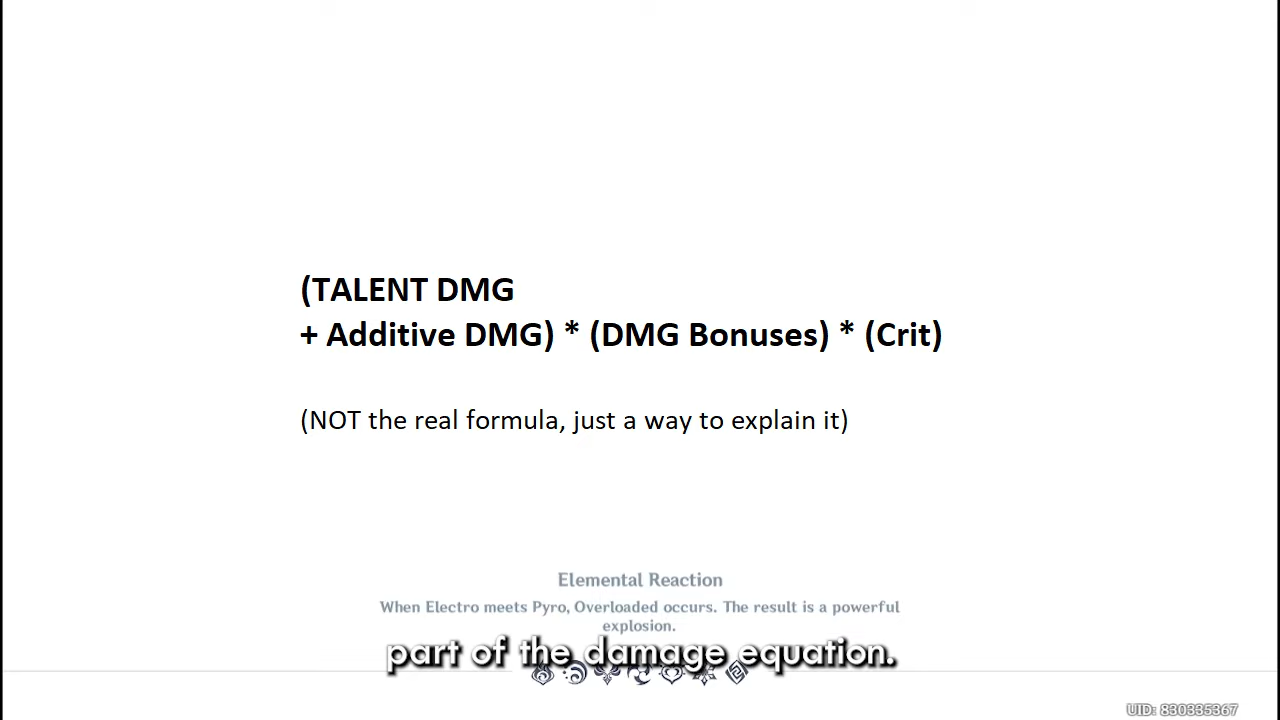 (TALENT DMG
+ Additive DMG) * (DMG Bonuses) * (Crit)
(NOT the real formula, just a way to explain it)
Elemental Reaction
When Electro meets Pyro, Overloaded occurs. The result is a powerful
explosion.
part of the damage equation.
UID: 830335367